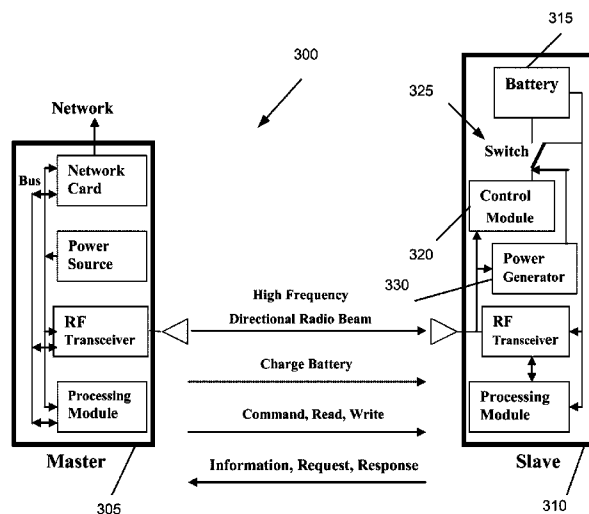 315
300
Battery
325
Network
Switch
Bus
Network
Card
Control
Module
Power
Source
320
Power
Generator
330
High Frequency
Directional Radio Beam
RF
Transceiver
RF
Transceiver
Charge Battery
Processing
Module
Processing
Module
Command, Read, Write
Master
Information, Request, Response
Slave
305
310